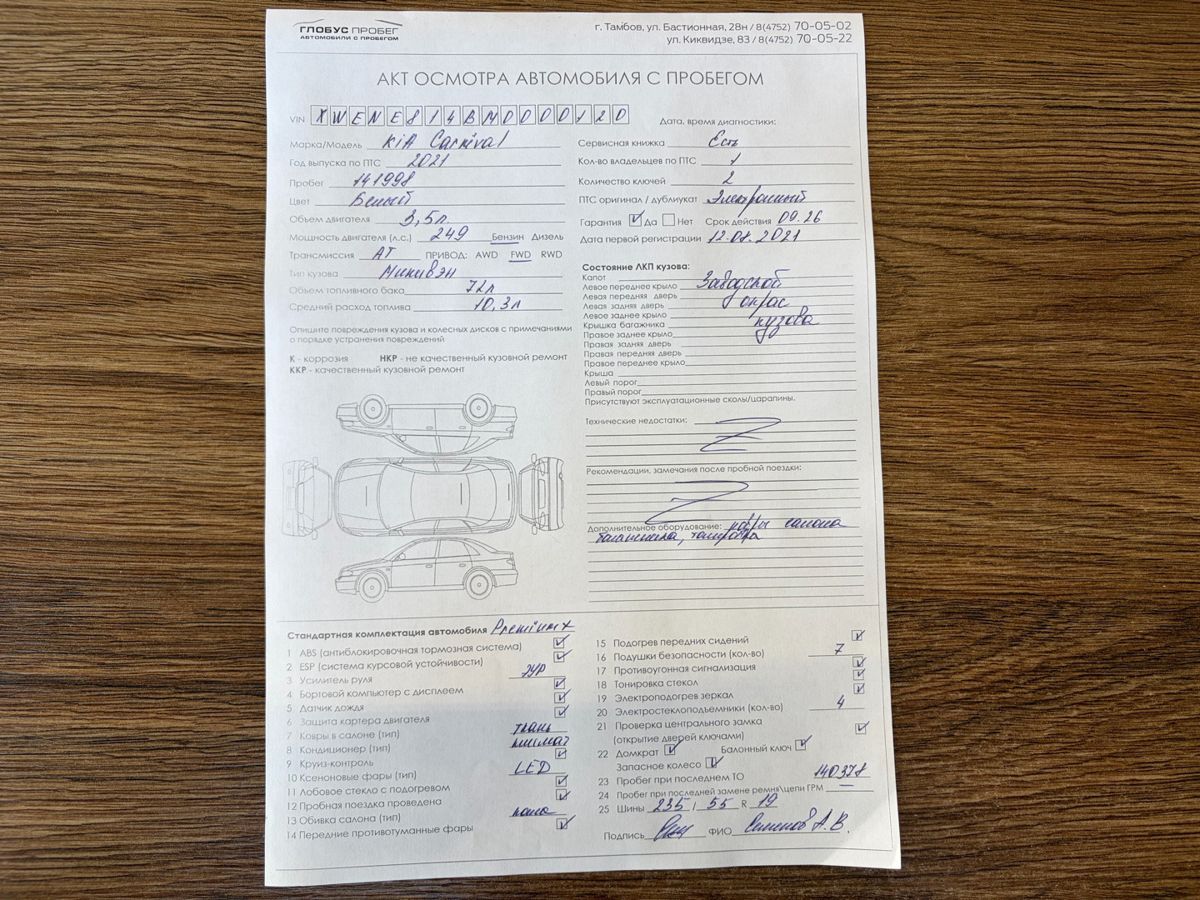 ГЛОБУС ПРОБЕГ
АВТОМОБИЛИ С ПРОБЕГОМ
г. Тамбов, ул. Бастионная, 28н / 8(4752) 70-05-02
ул. Киквидзе, 83 / 8(4752) 70-05-22
АКТ ОСМОТРА АВТОМОБИЛЯ С ПРОБЕГОМ
VIN XWENE814BM0000120
Дата, время диагностики:
Марка/Модель KIA Carnival
Год выпуска по ПТС 2021
Пробег 141998
Цвет Белый
Объем двигателя 3,5л
Мощность двигателя (л.с.) 249 Бензин Дизель
Трансмиссия АТ ПРИВОД: AWD FWD RWD
Тип кузова Минивэн
Объем топливного бака 72л
Средний расход топлива 10,3л
Сервисная книжка Есть
Кол-во владельцев по ПТС 1
Количество ключей 2
ПТС оригинал / дубликат Электронный
Гарантия Да Нет Срок действия 09.26
Дата первой регистрации 12.01.2021
Опишите повреждения кузова и колесных дисков с примечаниями
о порядке устранения повреждений
К - коррозия НКР - не качественный кузовной ремонт
ККР - качественный кузовной ремонт
Состояние ЛКП кузова:
Капот
Левое переднее крыло Заводской
Левая передняя дверь
Левая задняя дверь окрас
Левое заднее крыло
Крышка багажника кузова
Правое заднее крыло
Правая задняя дверь
Правая передняя дверь
Правое переднее крыло
Крыша
Левый порог
Правый порог
Присутствуют эксплуатационные сколы/царапины.
Технические недостатки:
Рекомендации, замечания после пробной поездки:
Дополнительное оборудование: ковры салона
багажника, тонировка
Стандартная комплектация автомобиля Premium+
1 ABS (антиблокировочная тормозная система)
2 ESP (система курсовой устойчивости)
3 Усилитель руля ЭУР
4 Бортовой компьютер с дисплеем
5 Датчик дождя
6 Защита картера двигателя
7 Ковры в салоне (тип) ткань
8 Кондиционер (тип) климат
9 Круиз-контроль
10 Ксеноновые фары (тип) LED
11 Лобовое стекло с подогревом
12 Пробная поездка проведена
13 Обивка салона (тип) кожа
14 Передние противотуманные фары
15 Подогрев передних сидений
16 Подушки безопасности (кол-во) 7
17 Противоугонная сигнализация
18 Тонировка стекол
19 Электроподогрев зеркал
20 Электростеклоподъемники (кол-во) 4
21 Проверка центрального замка
(открытие дверей ключами)
22 Домкрат Балонный ключ
Запасное колесо
23 Пробег при последнем ТО 140378
24 Пробег при последней замене ремня\цепи ГРМ —
25 Шины 235 / 55 R 19
Подпись ФИО Семенов А.В.